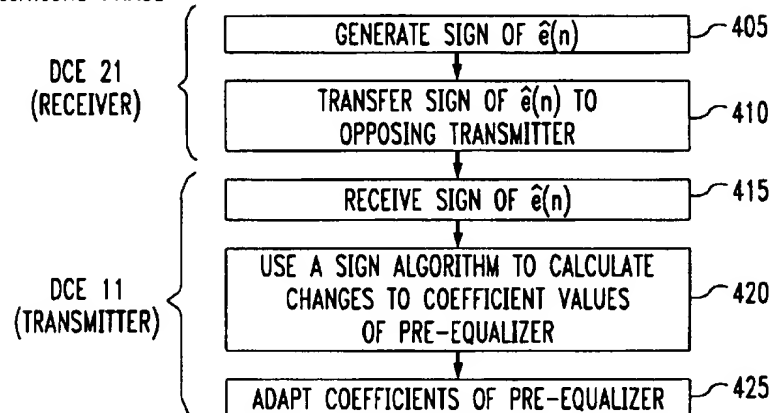 GENERATE SIGN OF ê(n)
405
DCE 21
(RECEIVER)
TRANSFER SIGN OF ê(n) TO
OPPOSING TRANSMITTER
410
RECEIVE SIGN OF ê(n)
415
DCE 11
(TRANSMITTER)
USE A SIGN ALGORITHM TO CALCULATE
CHANGES TO COEFFICIENT VALUES
OF PRE-EQUALIZER
420
ADAPT COEFFICIENTS OF PRE-EQUALIZER
425